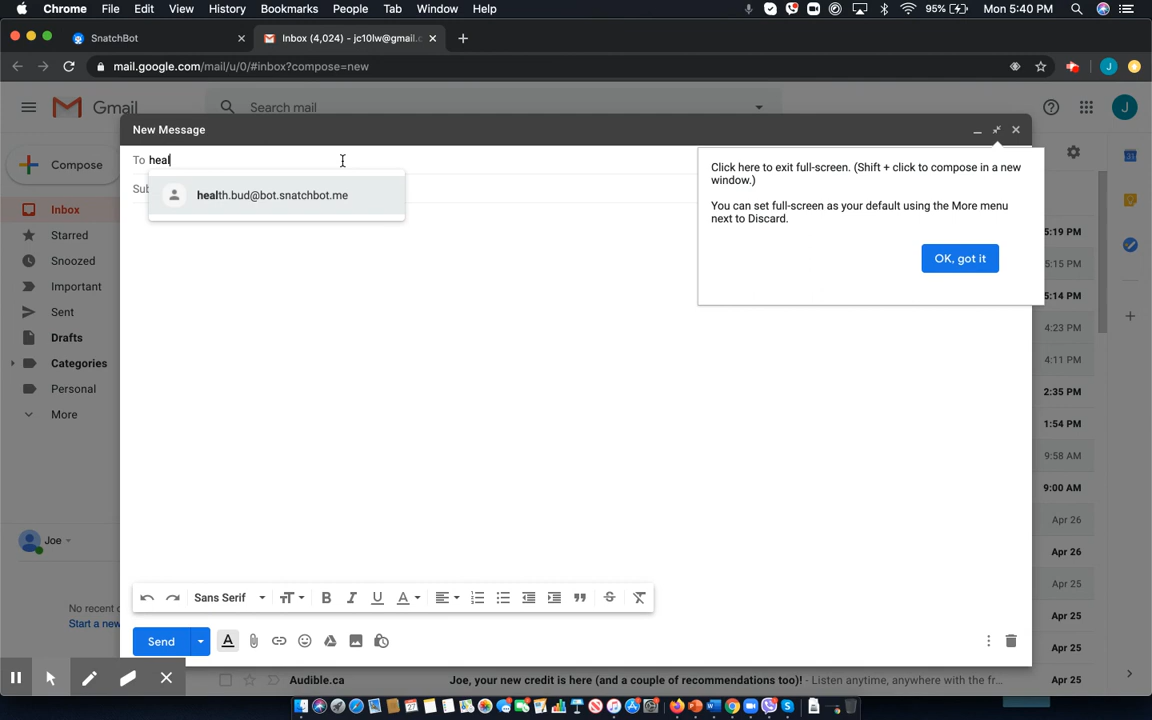 Chrome File Edit View History Bookmarks People Tab Window Help 95% Mon 5:40 PM
SnatchBot
Inbox (4,024) - jc10lw@gmail.c
mail.google.com/mail/u/0/#inbox?compose=new
J
Gmail
Search mail
J
New Message
To heal
health.bud@bot.snatchbot.me
Sub
Click here to exit full-screen. (Shift + click to compose in a new
window.)
You can set full-screen as your default using the More menu
next to Discard.
OK, got it
Compose
Inbox
Starred
Snoozed
Important
Sent
Drafts
Categories
Personal
More
Joe
No recent c
Start a new
5:19 PM
5:15 PM
5:14 PM
4:23 PM
4:11 PM
2:35 PM
1:54 PM
9:58 AM
9:00 AM
Apr 26
Apr 26
Apr 25
Apr 25
Apr 25
Sans Serif
Send
Audible.ca Joe, your new credit is here (and a couple of recommendations too)! - Listen anytime, anywhere with the fr... Apr 25